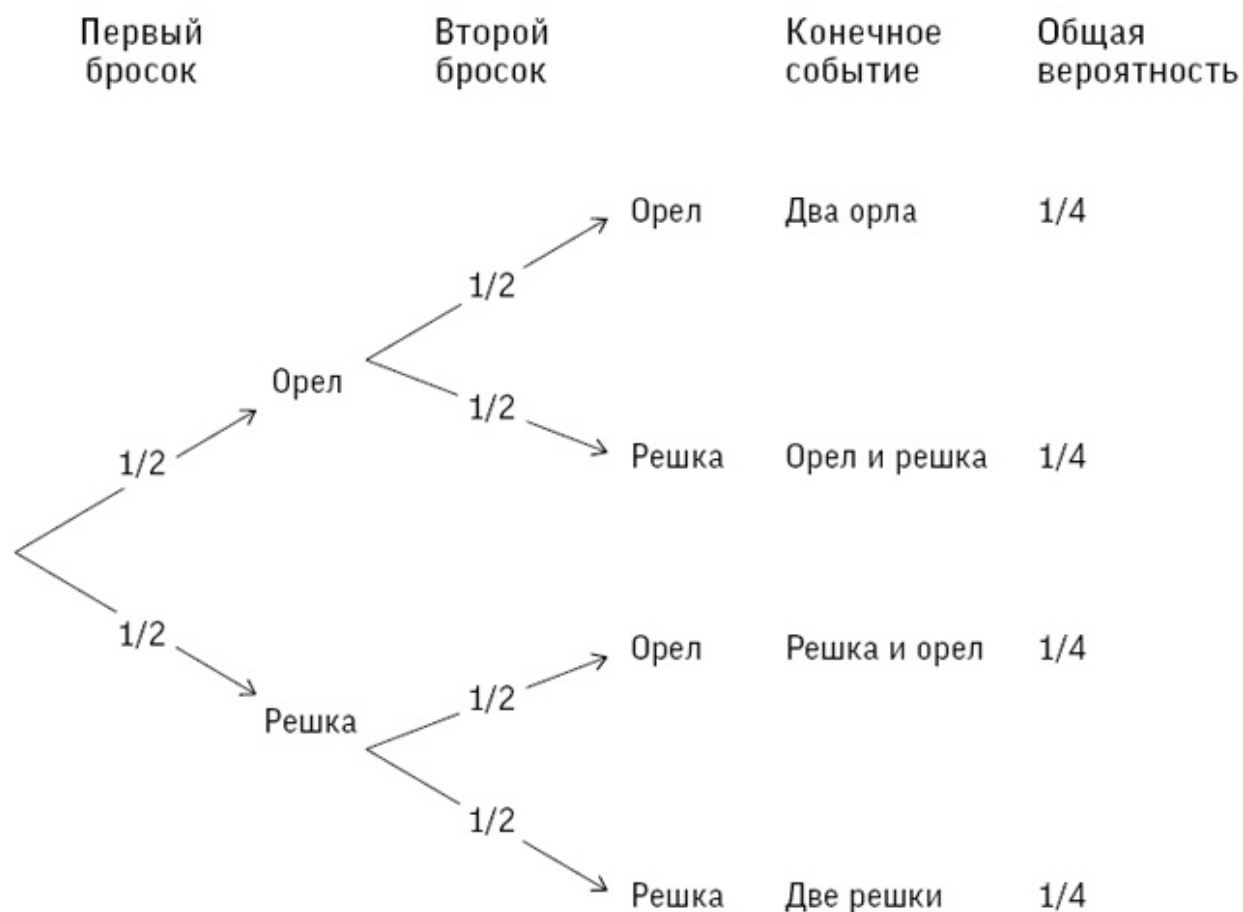 Первый
бросок
Второй
бросок
Конечное
событие
Общая
вероятность
Орел Два орла 1/4
1/2
Орел
1/2
1/2
Решка Орел и решка 1/4
1/2
Орел Решка и орел 1/4
1/2
Решка
1/2
Решка Две решки 1/4